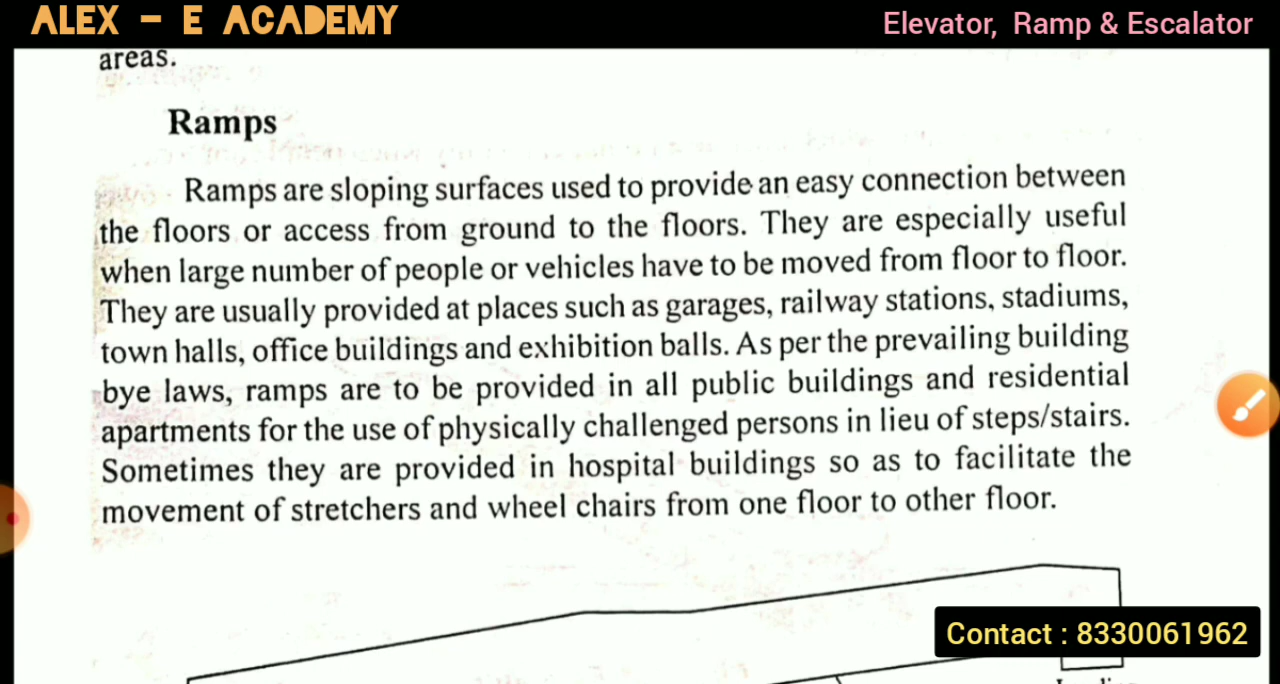 ALEX - E ACADEMY
Elevator, Ramp & Escalator
areas.
Ramps
Ramps are sloping surfaces used to provide an easy connection between
the floors or access from ground to the floors. They are especially useful
when large number of people or vehicles have to be moved from floor to floor.
They are usually provided at places such as garages, railway stations, stadiums,
town halls, office buildings and exhibition balls. As per the prevailing building
bye laws, ramps are to be provided in all public buildings and residential
apartments for the use of physically challenged persons in lieu of steps/stairs.
Sometimes they are provided in hospital buildings so as to facilitate the
movement of stretchers and wheel chairs from one floor to other floor.
Contact : 8330061962